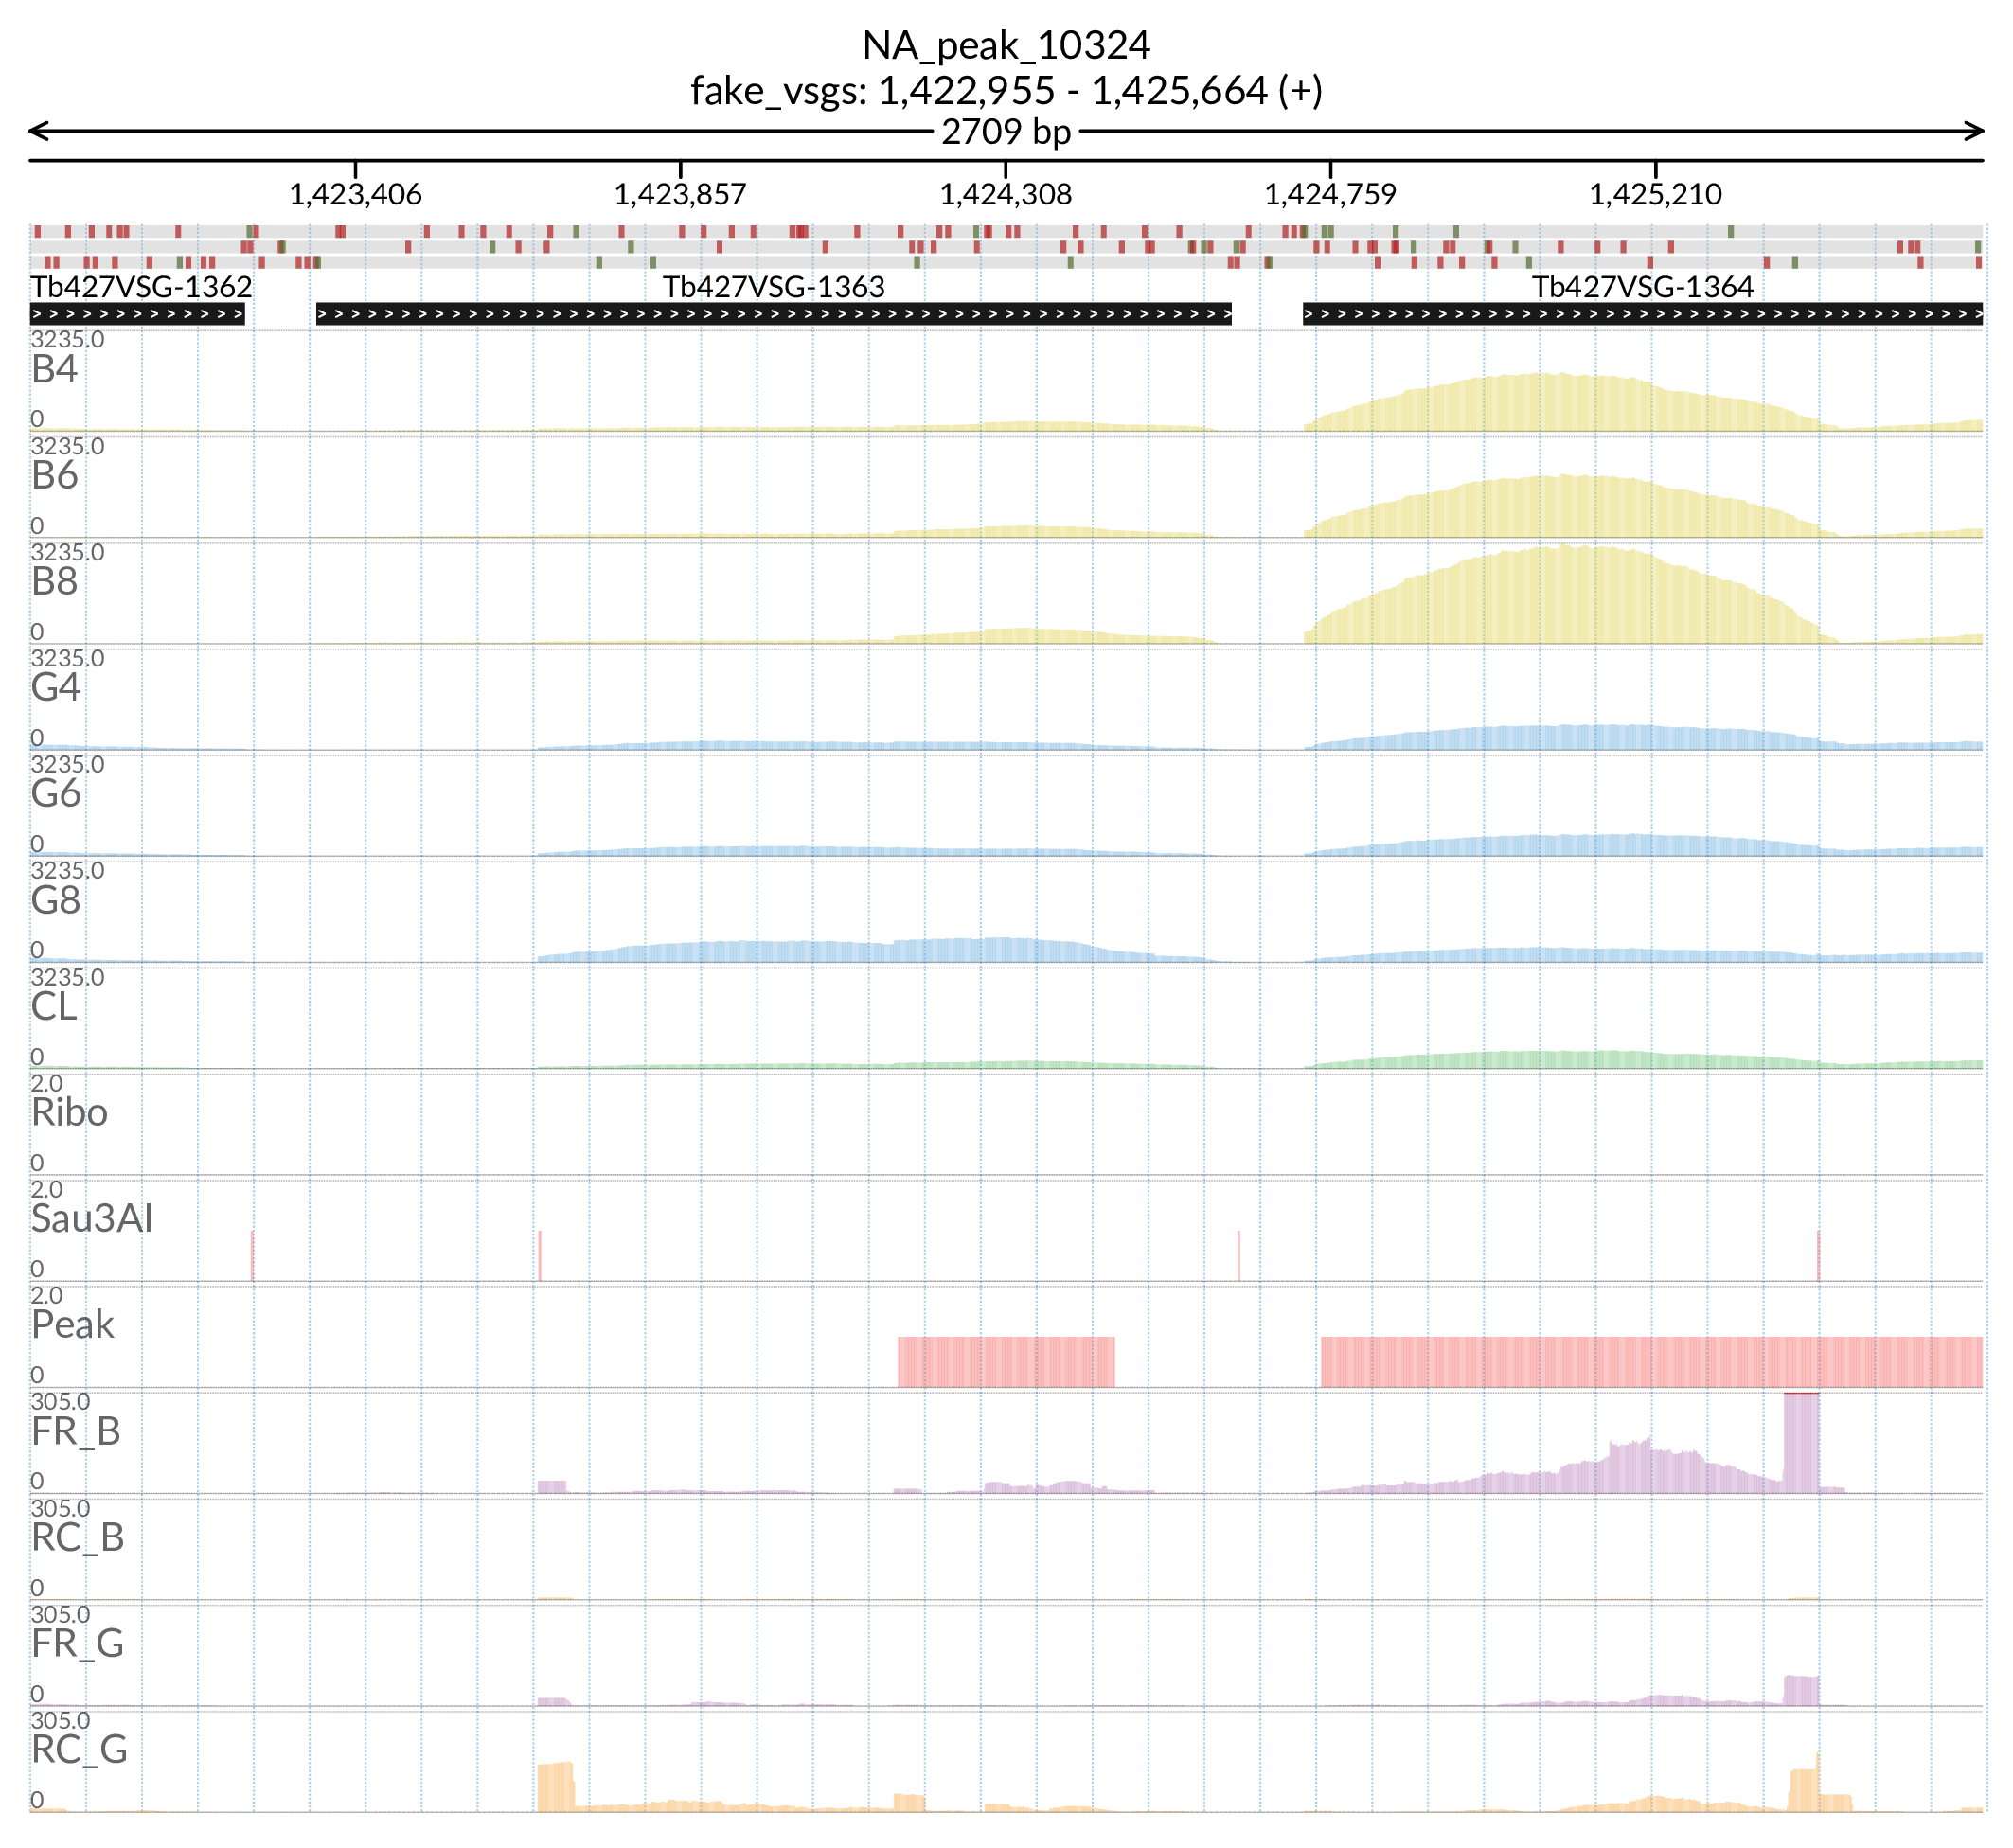 NA_peak_10324
fake_vsgs: 1,422,955 - 1,425,664 (+)
2709 bp
1,423,406 1,423,857 1,424,308 1,424,759 1,425,210
Tb427VSG-1362 Tb427VSG-1363 Tb427VSG-1364
3235.0
B4
0
3235.0
B6
0
3235.0
B8
0
3235.0
G4
0
3235.0
G6
0
3235.0
G8
0
3235.0
CL
0
2.0
Ribo
0
2.0
Sau3AI
0
2.0
Peak
0
305.0
FR_B
0
305.0
RC_B
0
305.0
FR_G
0
305.0
RC_G
0